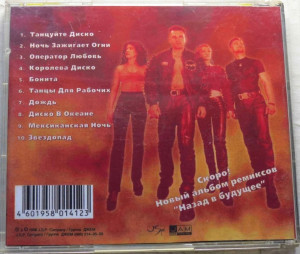 1. Танцуйте Диско
2. Ночь Зажигает Огни
3. Оператор Любовь
4. Королева Диско
5. Бонита
6. Танцы Для Рабочих
7. Дождь
8. Диско В Океане
9. Мексиканская Ночь
10. Звездопад
Скоро!
Новый альбом ремиксов
"Назад в будущее"
4 601958 014123